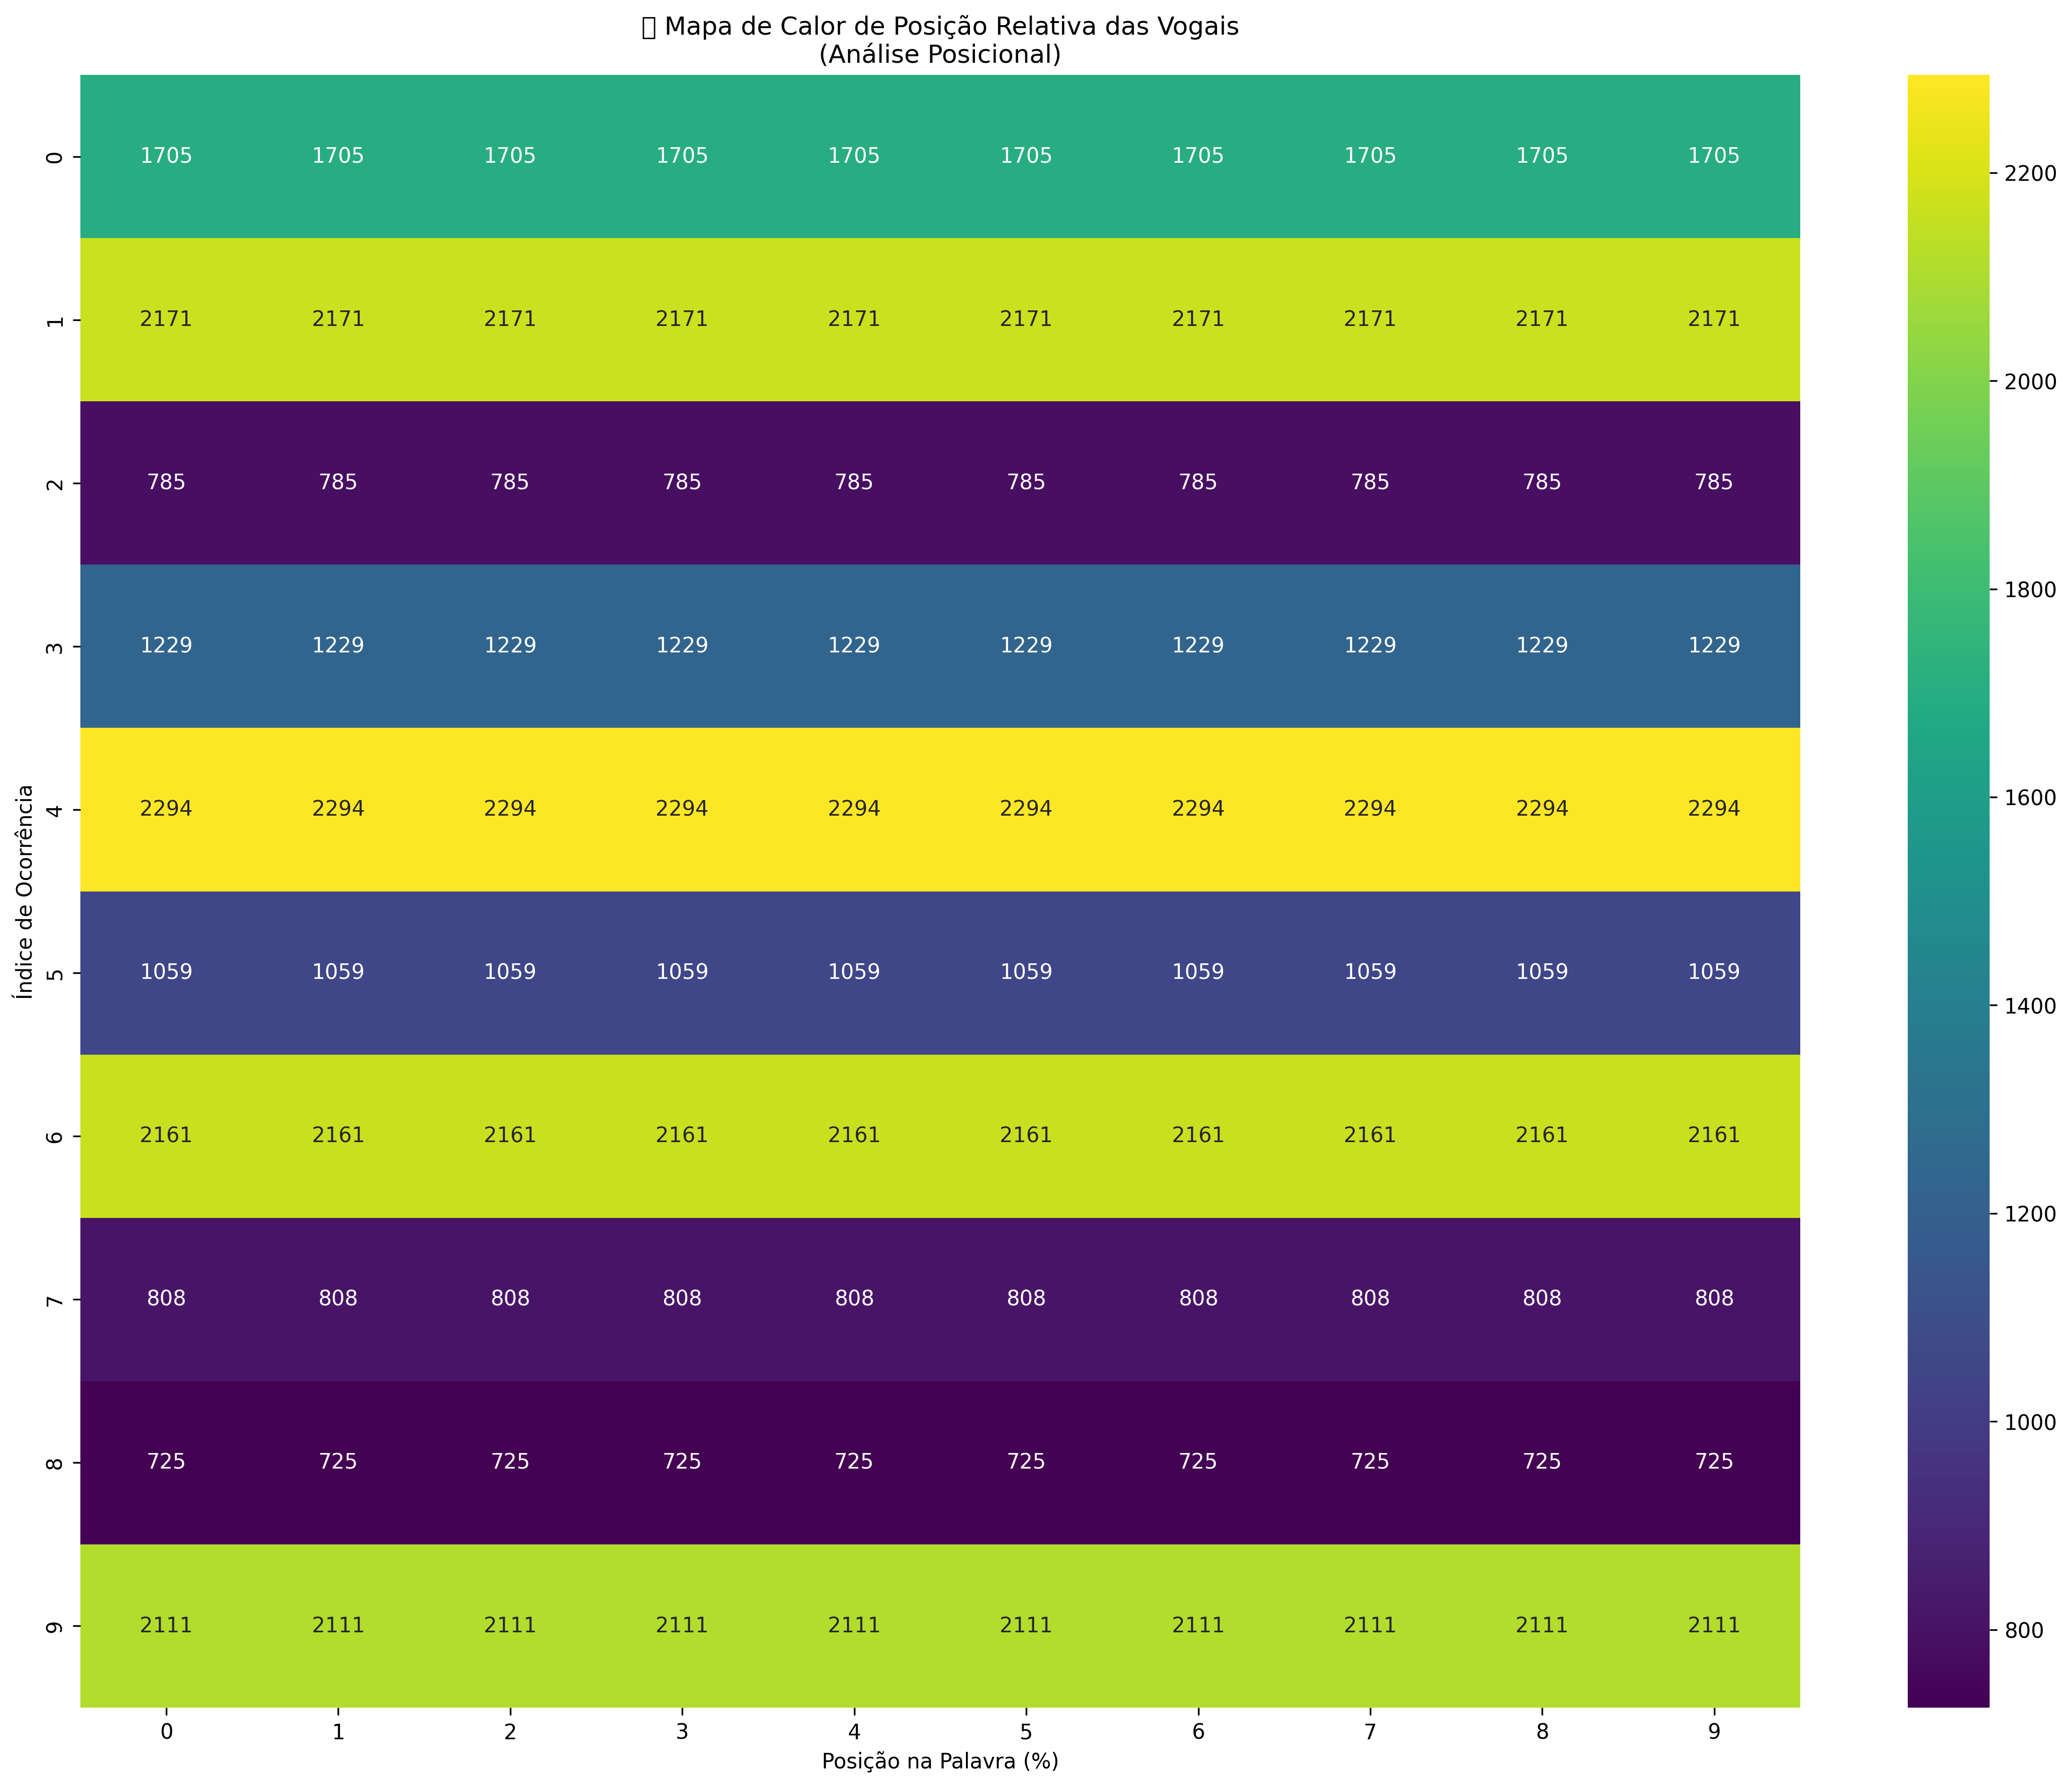 Mapa de Calor de Posição Relativa das Vogais
(Análise Posicional)
0 1705 1705 1705 1705 1705 1705 1705 1705 1705 1705
1 2171 2171 2171 2171 2171 2171 2171 2171 2171 2171
2 785 785 785 785 785 785 785 785 785 785
3 1229 1229 1229 1229 1229 1229 1229 1229 1229 1229
4 2294 2294 2294 2294 2294 2294 2294 2294 2294 2294
5 1059 1059 1059 1059 1059 1059 1059 1059 1059 1059
6 2161 2161 2161 2161 2161 2161 2161 2161 2161 2161
7 808 808 808 808 808 808 808 808 808 808
8 725 725 725 725 725 725 725 725 725 725
9 2111 2111 2111 2111 2111 2111 2111 2111 2111 2111
0 1 2 3 4 5 6 7 8 9
Posição na Palavra (%)
Índice de Ocorrência
2200
2000
1800
1600
1400
1200
1000
800